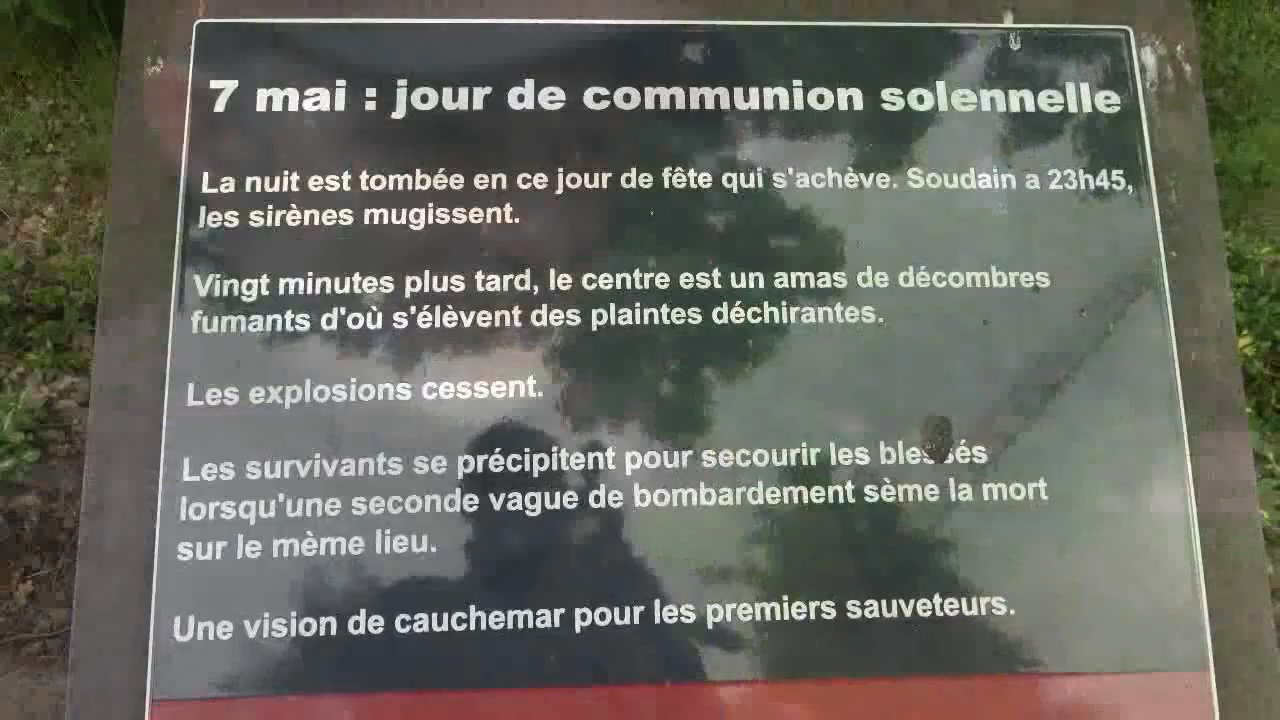 7 mai : jour de communion solennelle
La nuit est tombée en ce jour de fête qui s'achève. Soudain a 23h45,
les sirènes mugissent.
Vingt minutes plus tard, le centre est un amas de décombres
fumants d'où s'élèvent des plaintes déchirantes.
Les explosions cessent.
Les survivants se précipitent pour secourir les blessés
lorsqu'une seconde vague de bombardement sème la mort
sur le mème lieu.
Une vision de cauchemar pour les premiers sauveteurs.